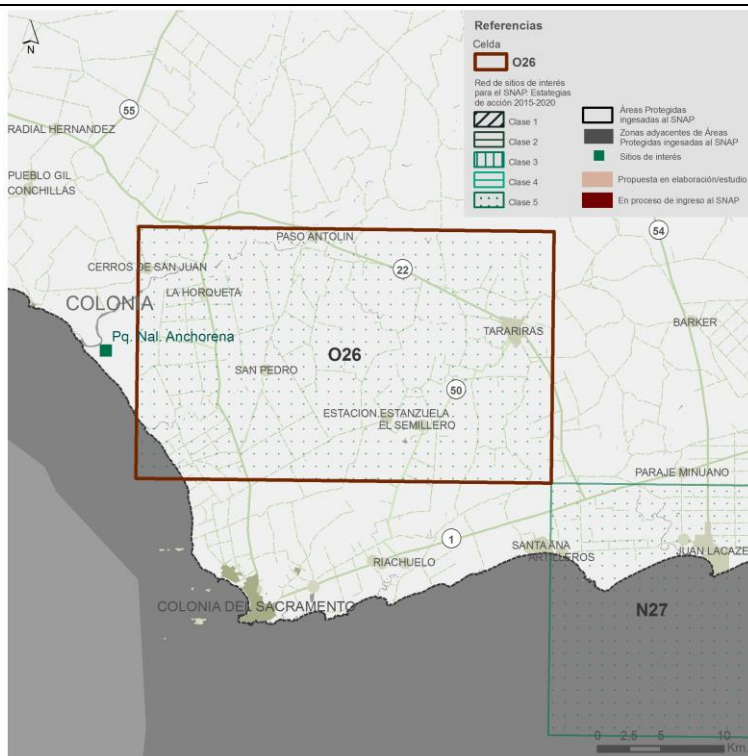 N
Referencias
Celda
O26
Red de sitios de interés
para el SNAP. Estategias
de acción 2015-2020
Clase 1
Clase 2
Clase 3
Clase 4
Clase 5
Áreas Protegidas
ingesadas al SNAP
Zonas adyacentes de Áreas
Protegidas ingesadas al SNAP
Sitios de interés
Propuesta en elaboración/estudio
En proceso de ingreso al SNAP
55
RADIAL HERNANDEZ
PUEBLO GIL
CONCHILLAS
54
PASO ANTOLIN
CERROS DE SAN JUAN
22
LA HORQUETA
COLONIA
TARARIRAS
BARKER
Pq. Nal. Anchorena
O26
SAN PEDRO
50
ESTACION ESTANZUELA
EL SEMILLERO
PARAJE MINUANO
1
SANTA ANA
ARTILLEROS
JUAN LACAZE
RIACHUELO
COLONIA DEL SACRAMENTO
N27
0 2,5 5 10
Km